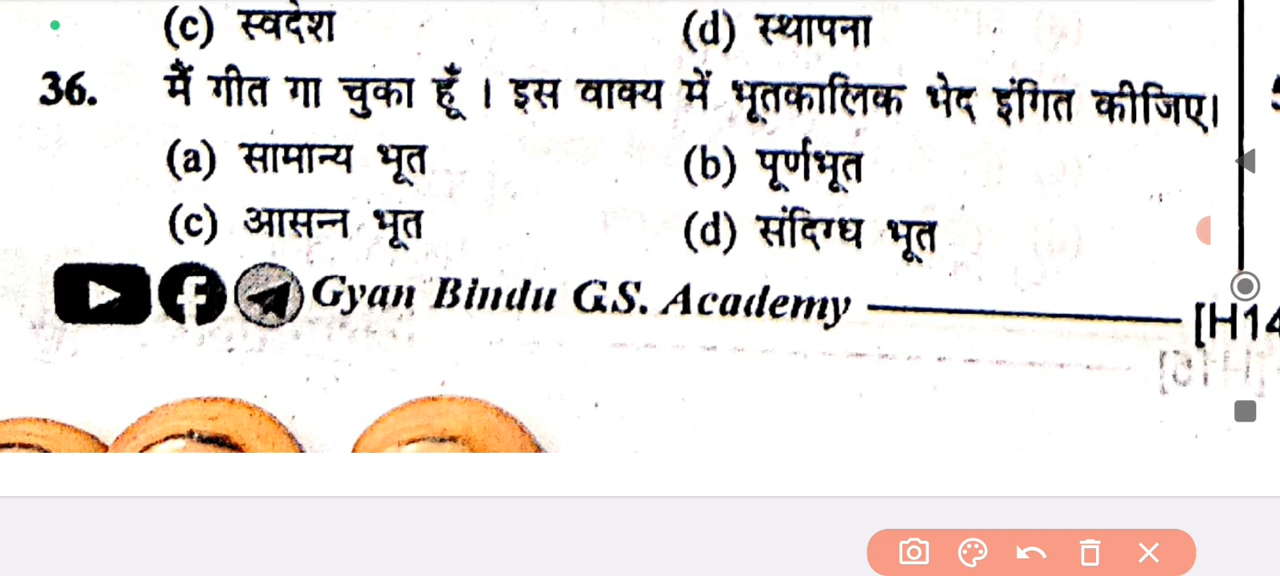 (c) स्वदेश (d) स्थापना
36. मैं गीत गा चुका हूँ । इस वाक्य में भूतकालिक भेद इंगित कीजिए।
(a) सामान्य भूत (b) पूर्णभूत
(c) आसन्न भूत (d) संदिग्ध भूत
Gyan Bindu G.S. Academy [H14